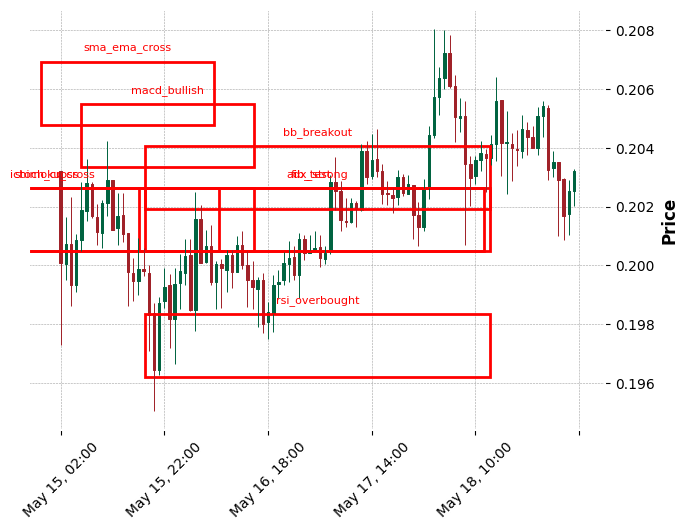 sma_ema_cross
macd_bullish
bb_breakout
rsi_overbought
0.208
0.206
0.204
0.202
0.200
0.198
0.196
Price
May 15, 02:00
May 15, 22:00
May 16, 18:00
May 17, 14:00
May 18, 10:00